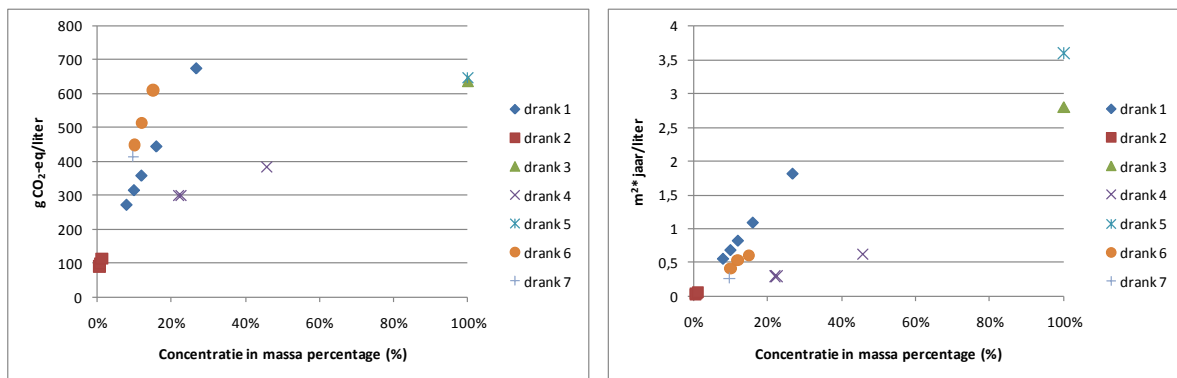 g CO₂-eq/liter
800
700
600
500
400
300
200
100
0
0% 20% 40% 60% 80% 100%
Concentratie in massa percentage (%)
drank 1
drank 2
drank 3
drank 4
drank 5
drank 6
drank 7
m²* jaar/liter
4
3,5
3
2,5
2
1,5
1
0,5
0
0% 20% 40% 60% 80% 100%
Concentratie in massa percentage (%)
drank 1
drank 2
drank 3
drank 4
drank 5
drank 6
drank 7